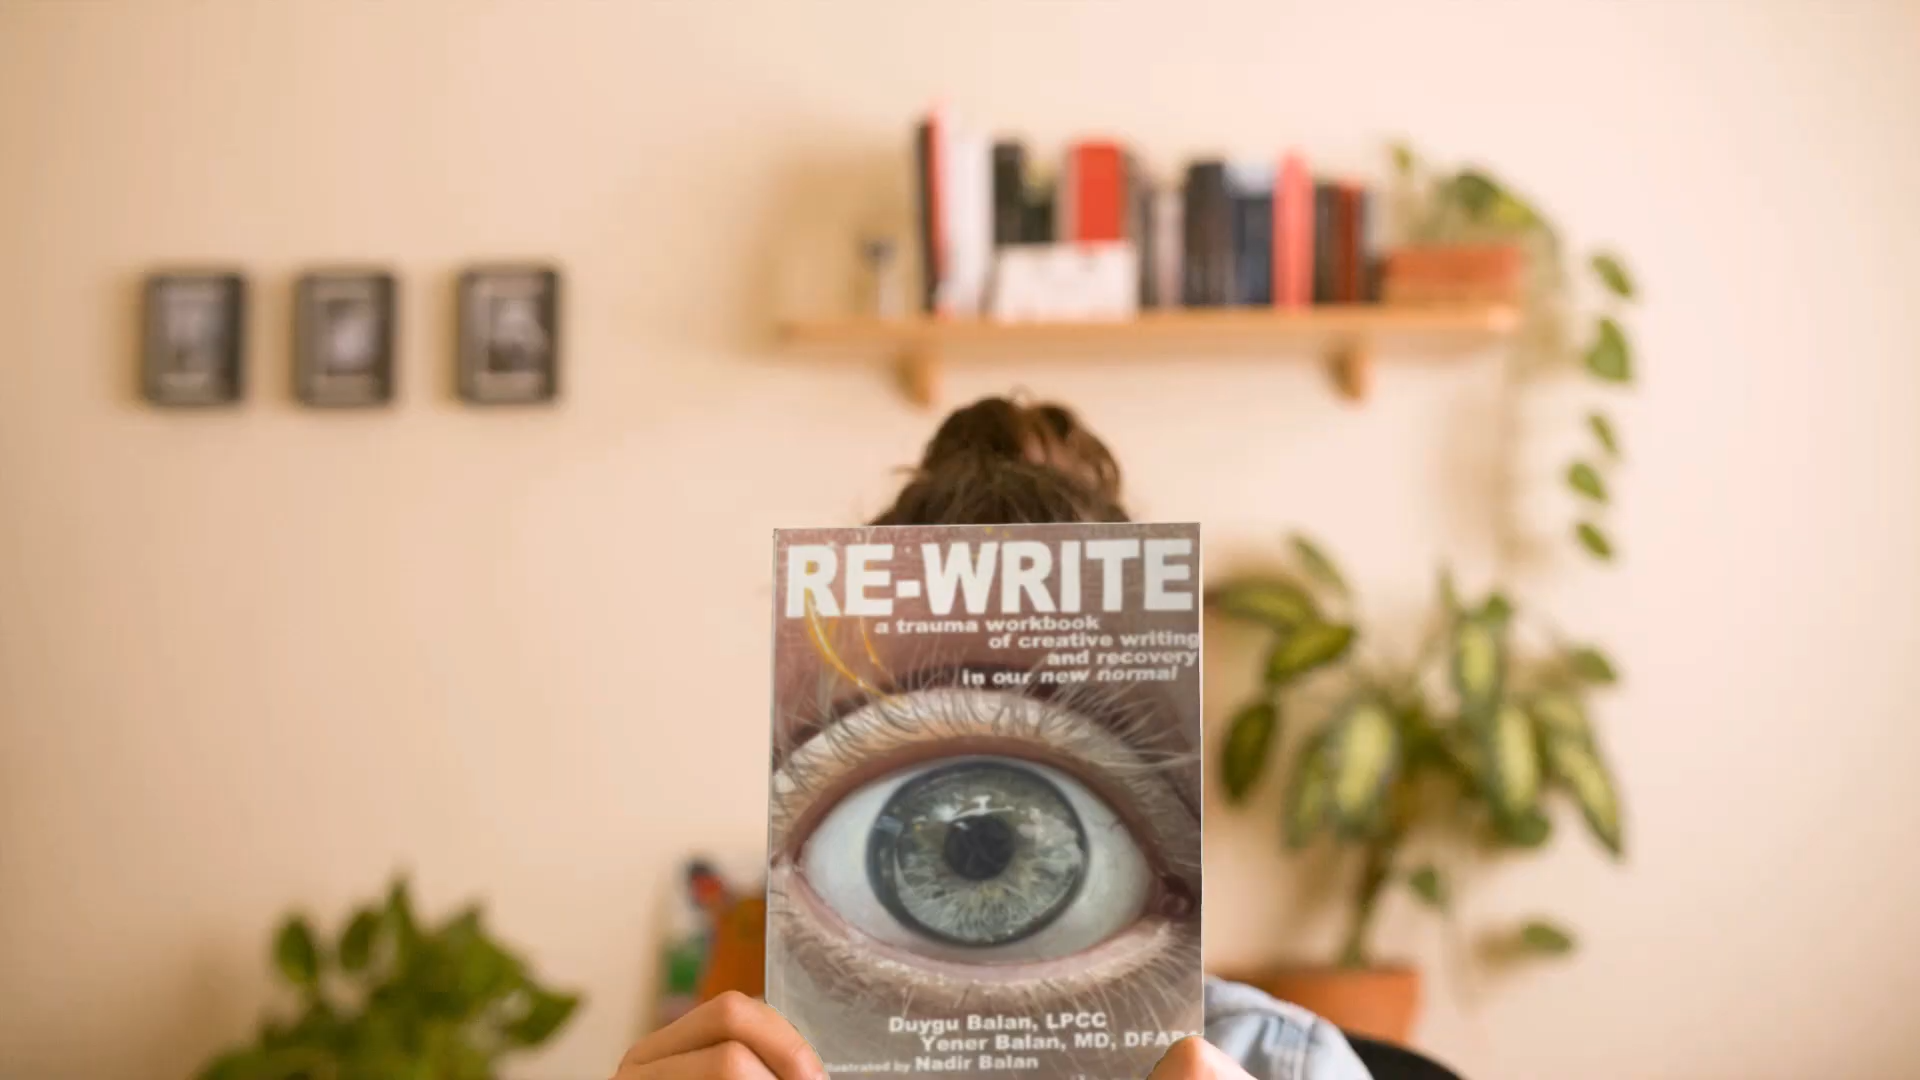 RE-WRITE
a trauma workbook
of creative writing
and recovery
in our new normal
Duygu Balan, LPCC
Yener Balan, MD,
by Nadir Balan